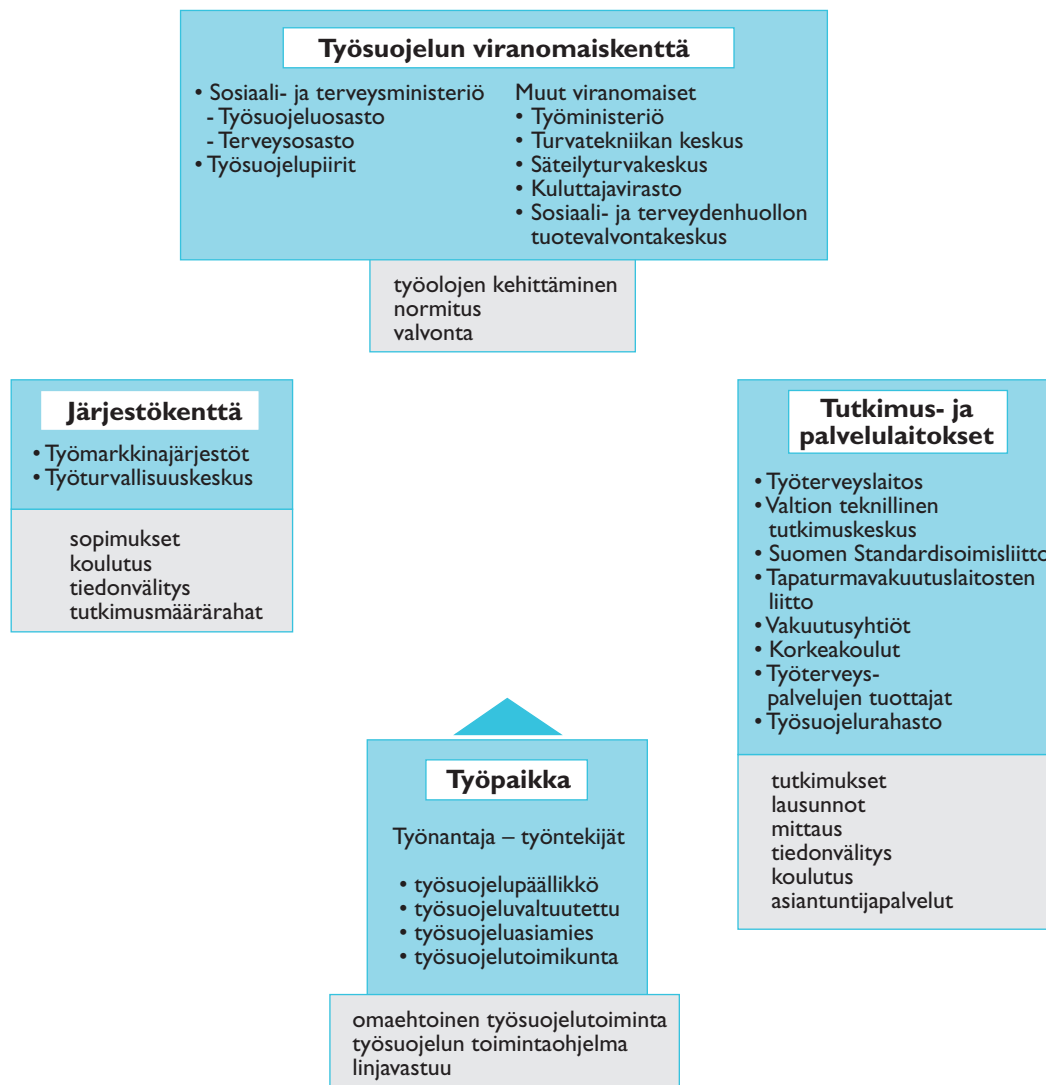 Työsuojelun viranomaiskenttä
• Sosiaali- ja terveysministeriö
- Työsuojeluosasto
- Terveysosasto
• Työsuojelupiirit
Muut viranomaiset
• Työministeriö
• Turvatekniikan keskus
• Säteilyturvakeskus
• Kuluttajavirasto
• Sosiaali- ja terveydenhuollon
tuotevalvontakeskus
työolojen kehittäminen
normitus
valvonta
Järjestökenttä
• Työmarkkinajärjestöt
• Työturvallisuuskeskus
sopimukset
koulutus
tiedonvälitys
tutkimusmäärärahat
Tutkimus- ja
palvelulaitokset
• Työterveyslaitos
• Valtion teknillinen
tutkimuskeskus
• Suomen Standardisoimisliitto
• Tapaturmavakuutuslaitosten
liitto
• Vakuutusyhtiöt
• Korkeakoulut
• Työterveys-
palvelujen tuottajat
• Työsuojelurahasto
tutkimukset
lausunnot
mittaus
tiedonvälitys
koulutus
asiantuntijapalvelut
Työpaikka
Työnantaja – työntekijät
• työsuojelupäällikkö
• työsuojeluvaltuutettu
• työsuojeluasiamies
• työsuojelutoimikunta
omaehtoinen työsuojelutoiminta
työsuojelun toimintaohjelma
linjavastuu